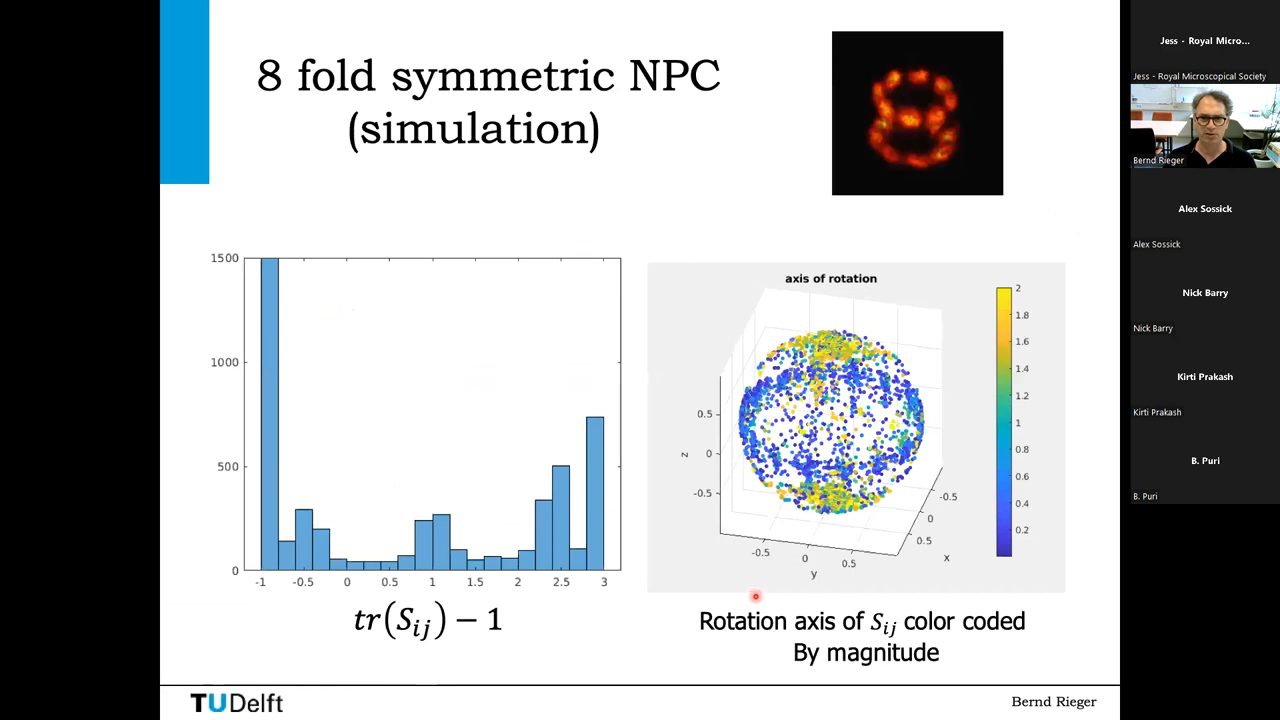 8 fold symmetric NPC
(simulation)
1500
1000
500
0
-1
-0.5
0
0.5
1
1.5
2
2.5
3
tr(S_{ij}) − 1
axis of rotation
z
0.5
0
-0.5
-0.5
0
0.5
y
-0.5
0
0.5
x
2
1.8
1.6
1.4
1.2
1
0.8
0.6
0.4
0.2
Rotation axis of S_{ij} color coded
By magnitude
TUDelft
Bernd Rieger
Jess - Royal Micro...
Jess - Royal Microscopical Society
Bernd Rieger
Alex Sossick
Alex Sossick
Nick Barry
Nick Barry
Kirti Prakash
Kirti Prakash
B. Puri
B. Puri